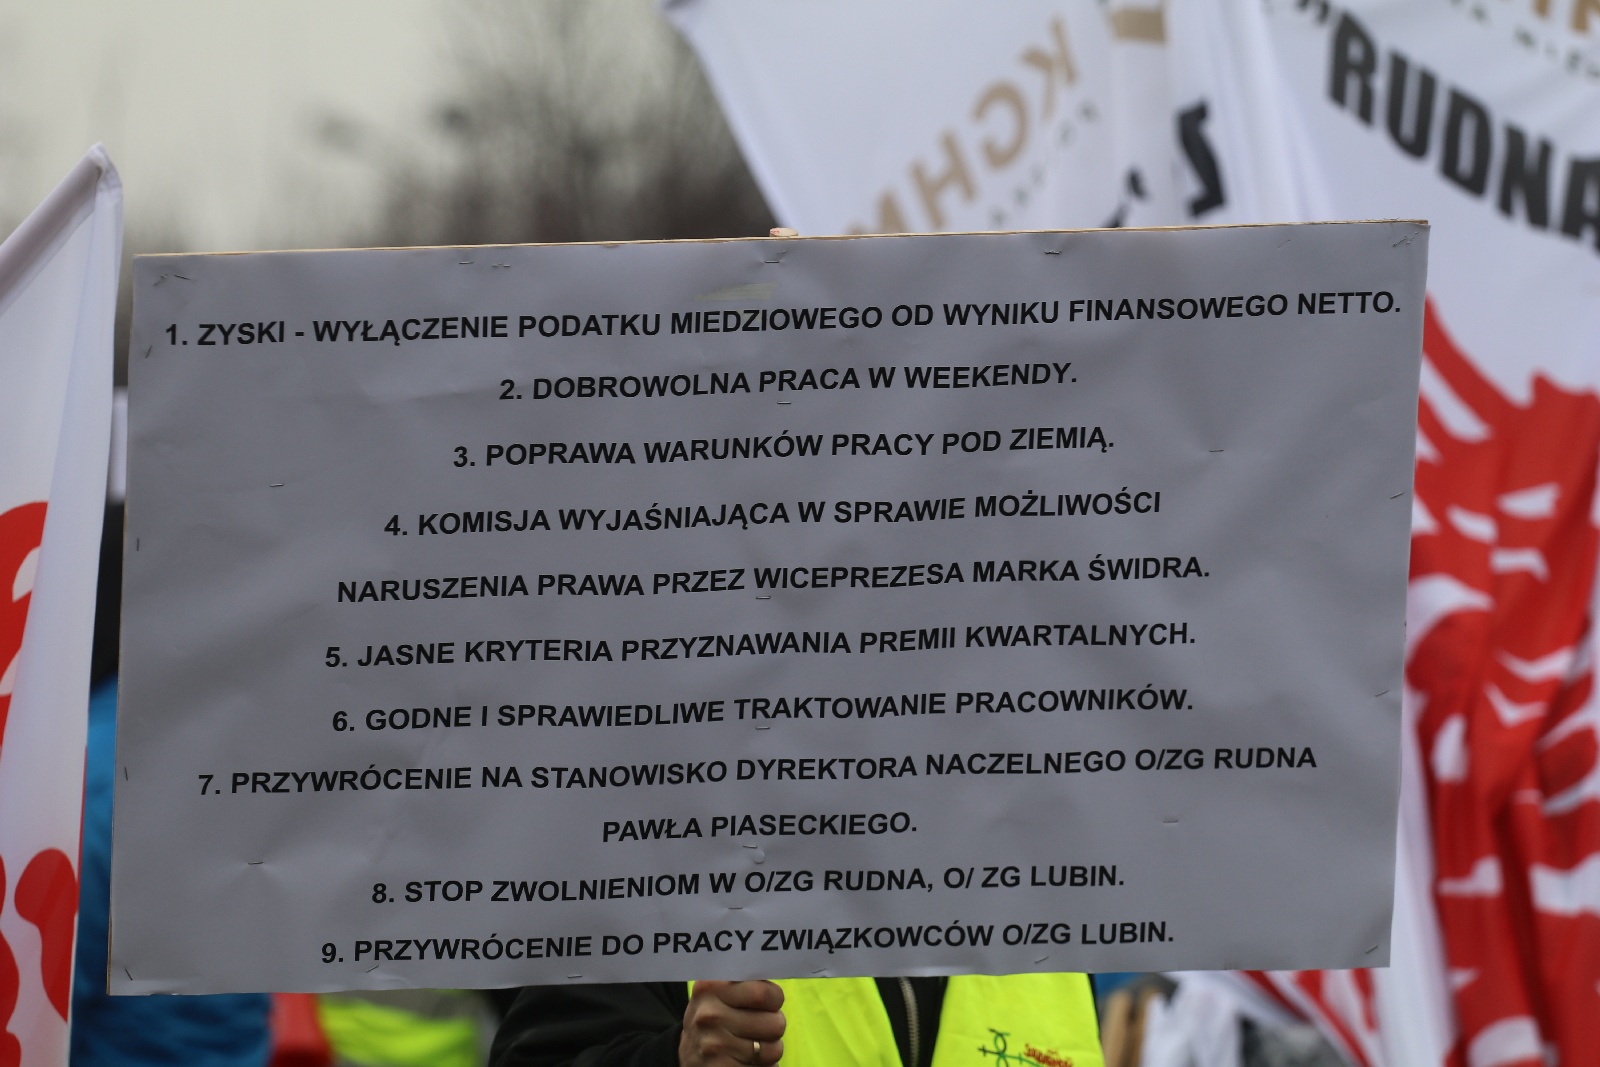 KGHM
"RUDNA
1. ZYSKI - WYŁĄCZENIE PODATKU MIEDZIOWEGO OD WYNIKU FINANSOWEGO NETTO.
2. DOBROWOLNA PRACA W WEEKENDY.
3. POPRAWA WARUNKÓW PRACY POD ZIEMIĄ.
4. KOMISJA WYJAŚNIAJĄCA W SPRAWIE MOŻLIWOŚCI
NARUSZENIA PRAWA PRZEZ WICEPREZESA MARKA ŚWIDRA.
5. JASNE KRYTERIA PRZYZNAWANIA PREMII KWARTALNYCH.
6. GODNE I SPRAWIEDLIWE TRAKTOWANIE PRACOWNIKÓW.
7. PRZYWRÓCENIE NA STANOWISKO DYREKTORA NACZELNEGO O/ZG RUDNA
PAWŁA PIASECKIEGO.
8. STOP ZWOLNIENIOM W O/ZG RUDNA, O/ ZG LUBIN.
9. PRZYWRÓCENIE DO PRACY ZWIĄZKOWCÓW O/ZG LUBIN.